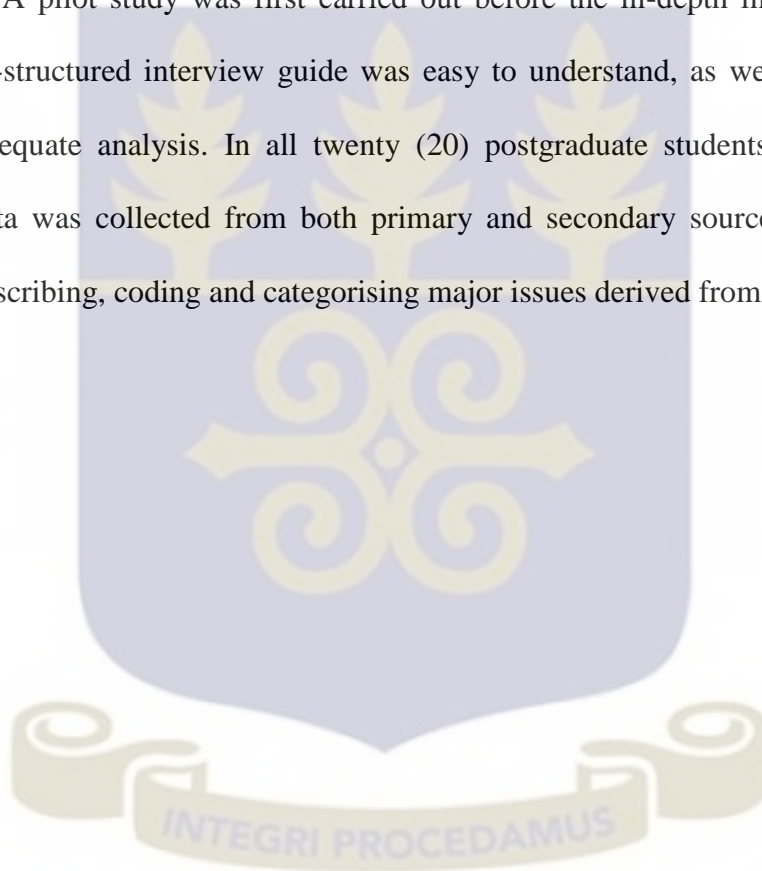 A pilot study was first carried out before the in-depth
-structured interview guide was easy to understand, as we
equate analysis. In all twenty (20) postgraduate students
ta was collected from both primary and secondary source
scribing, coding and categorising major issues derived from
INTEGRI PROCEDAMUS